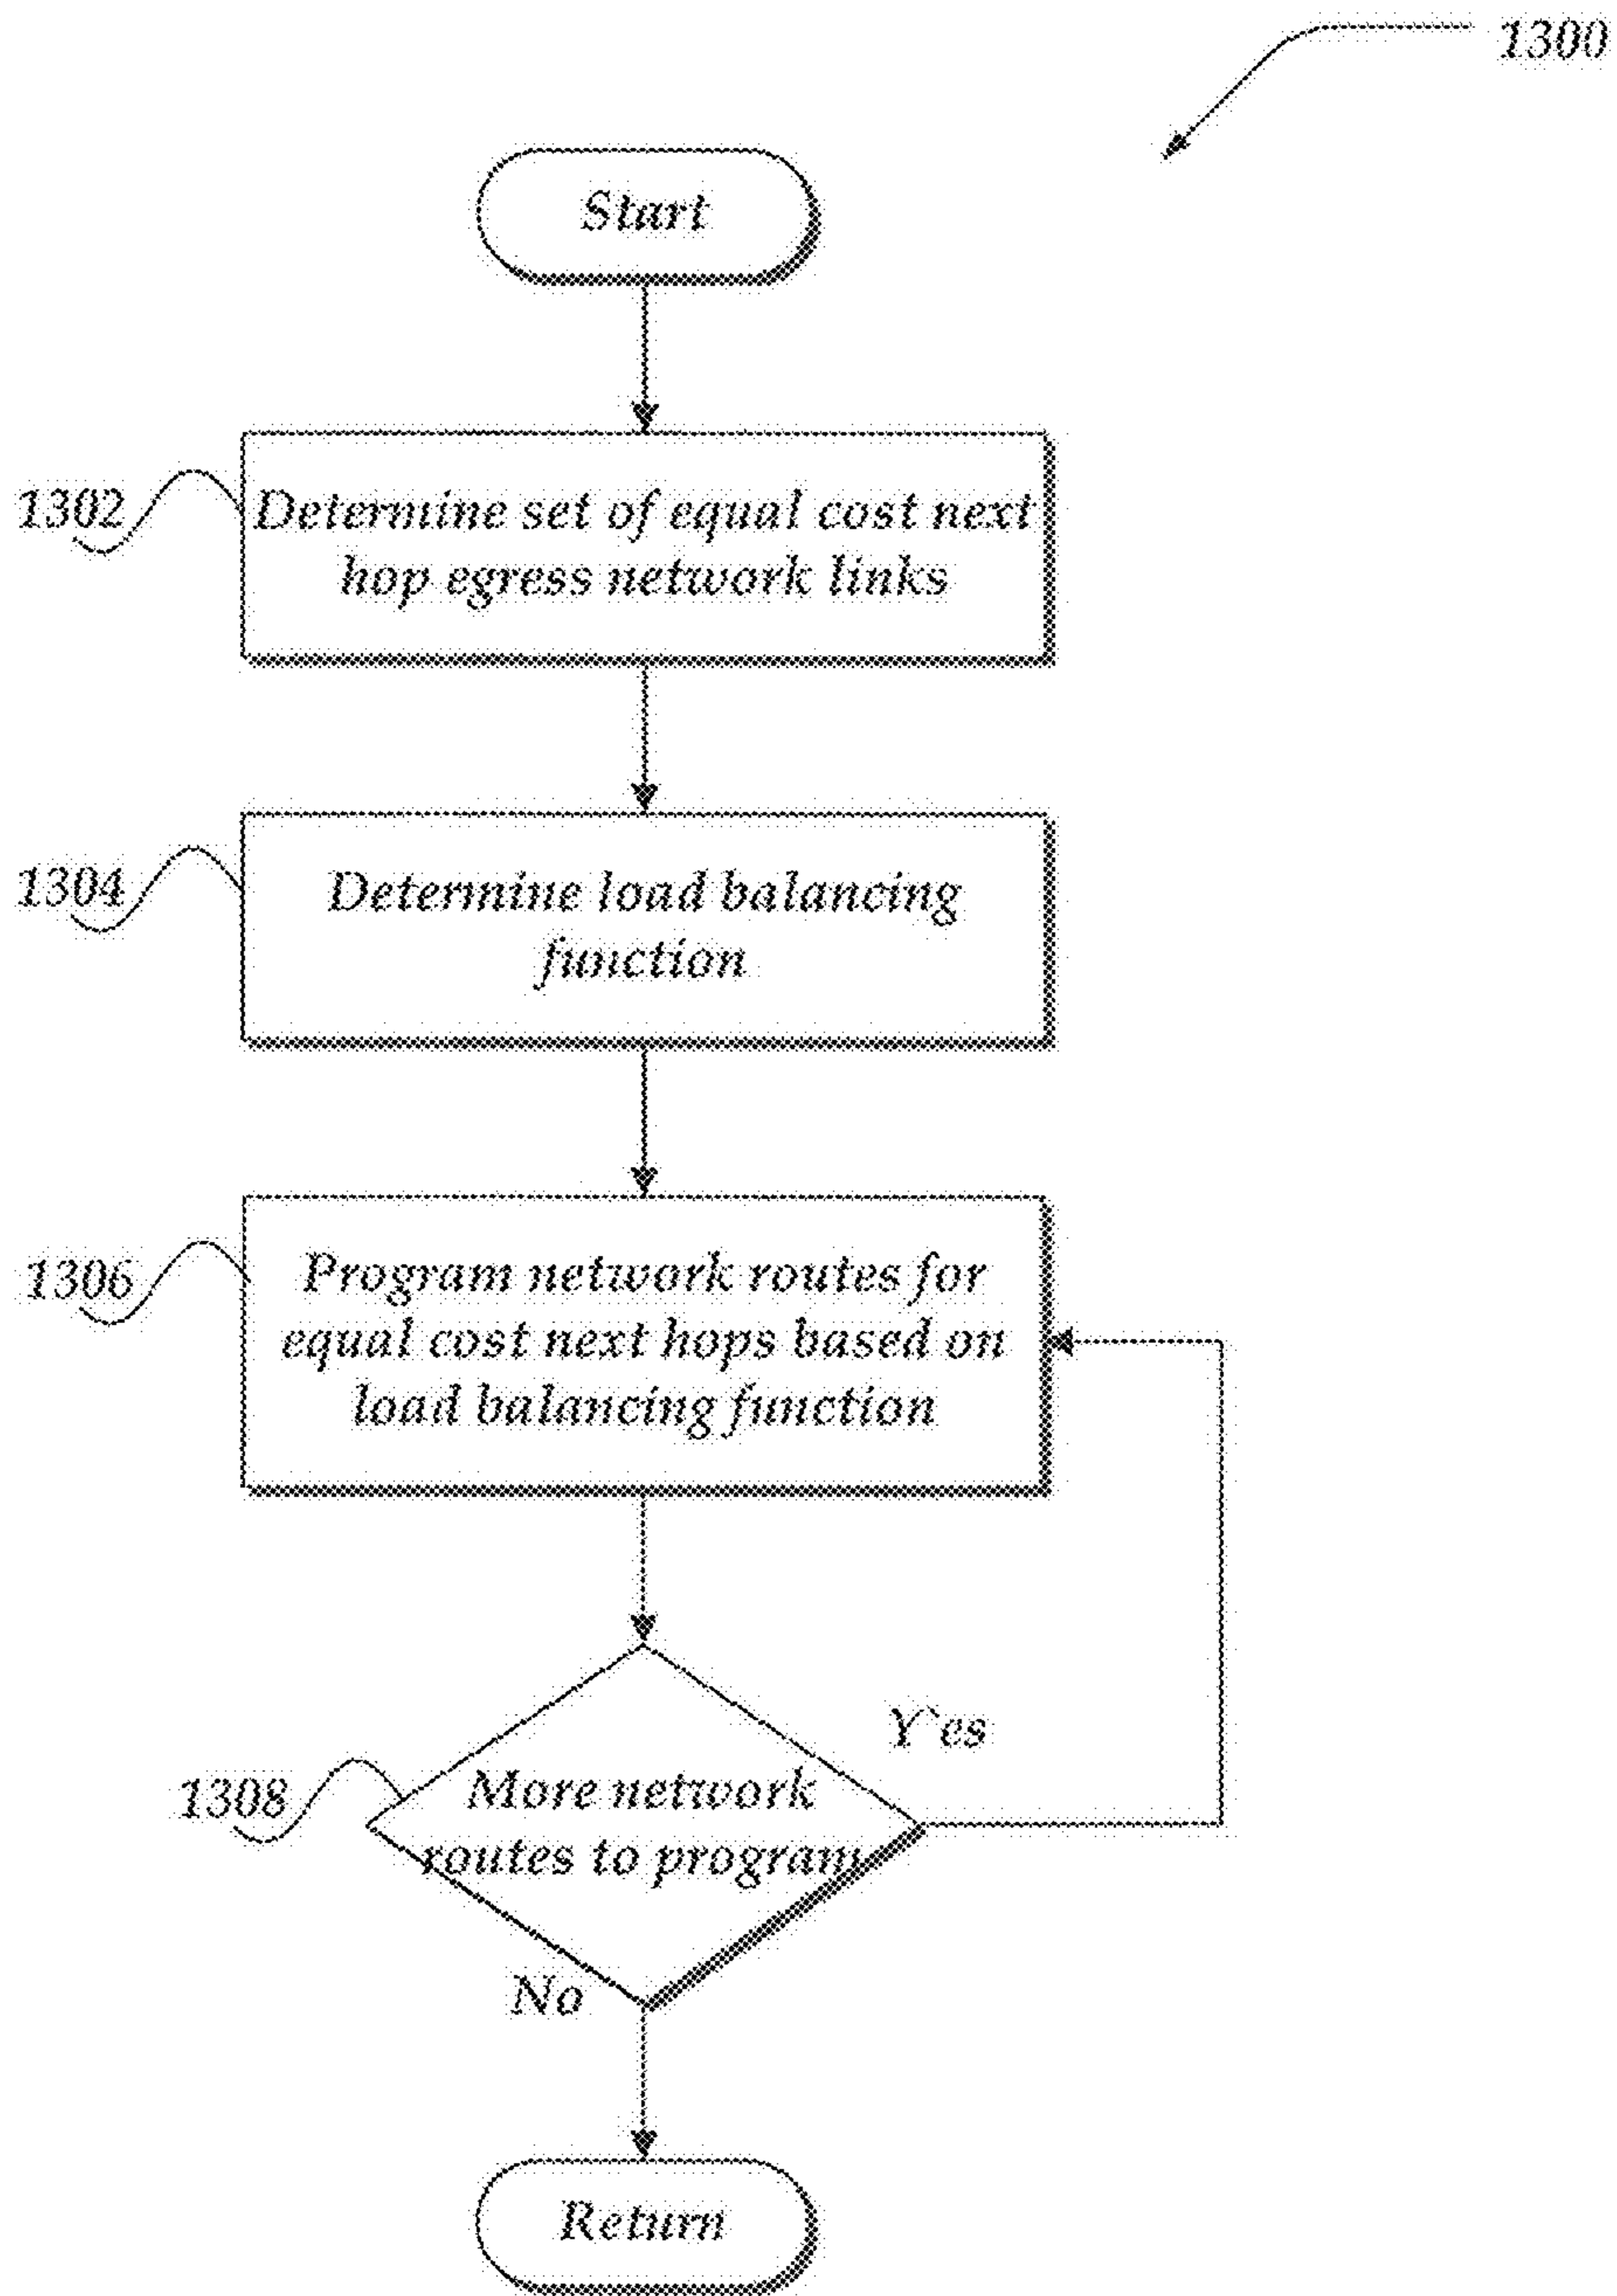 1300
Start
1302
Determine set of equal cost next
hop egress network links
1304
Determine load balancing
function
1306
Program network routes for
equal cost next hops based on
load balancing function
Yes
1308
More network
routes to program
No
Return